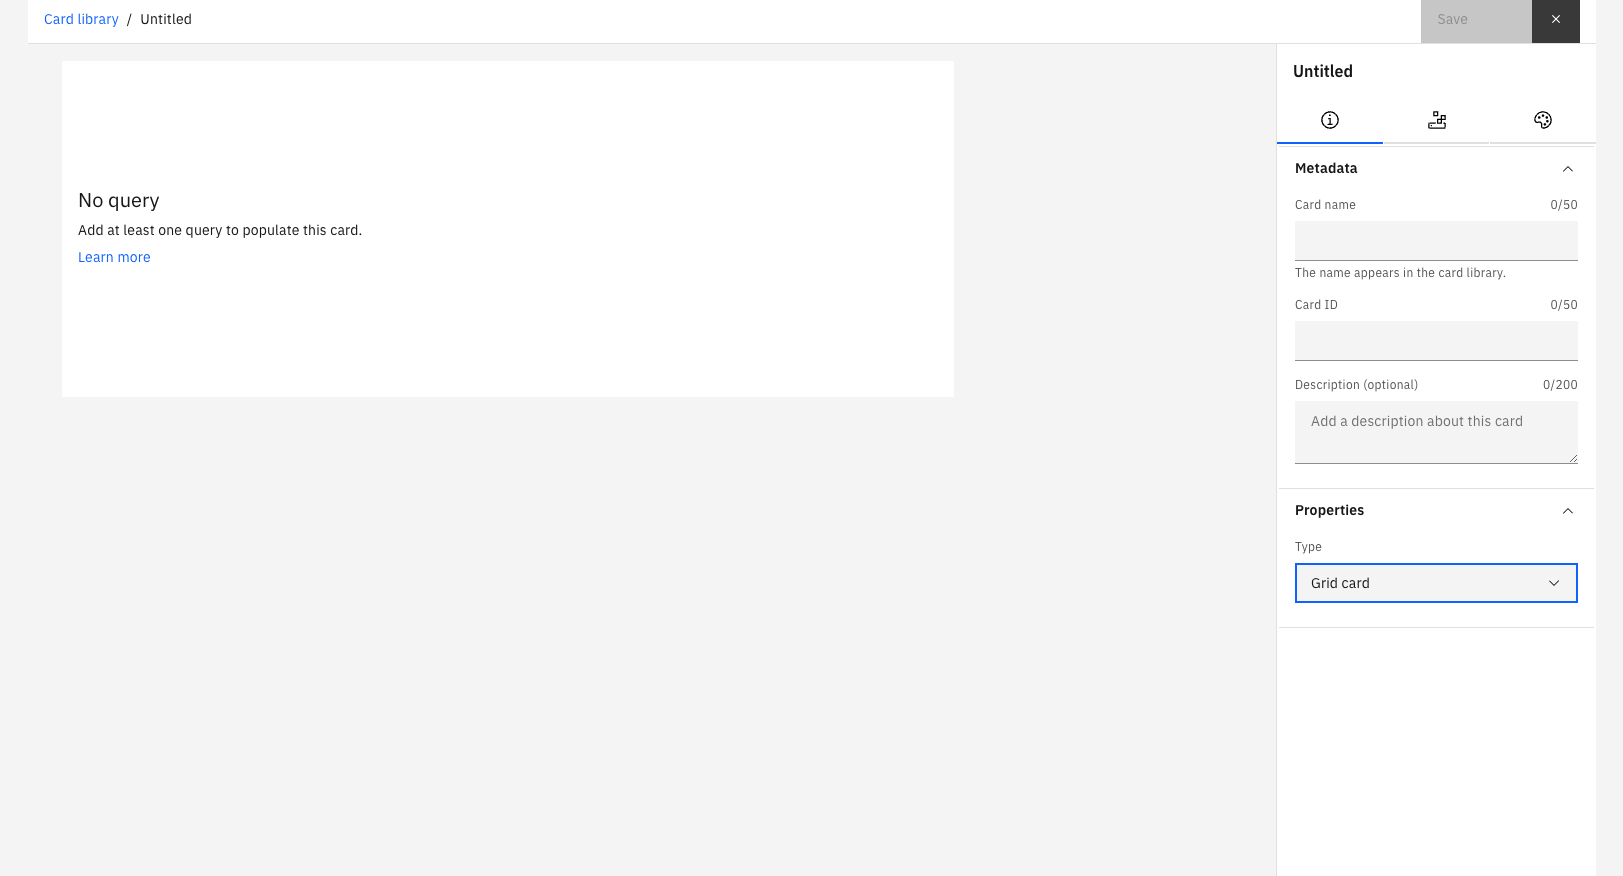 Card library / Untitled
Save
Untitled
No query
Add at least one query to populate this card.
Learn more
Metadata
Card name 0/50
The name appears in the card library.
Card ID 0/50
Description (optional) 0/200
Add a description about this card
Properties
Type
Grid card